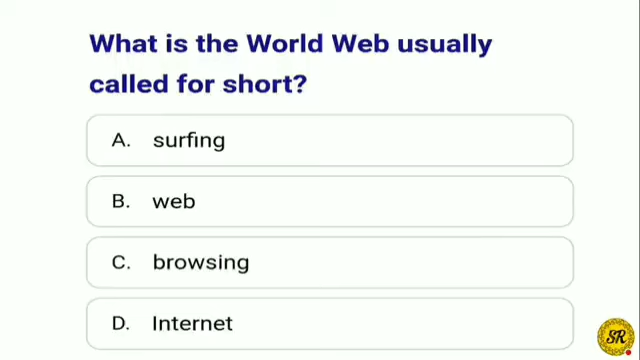 What is the World Web usually
called for short?
A. surfing
B. web
C. browsing
D. Internet
SR